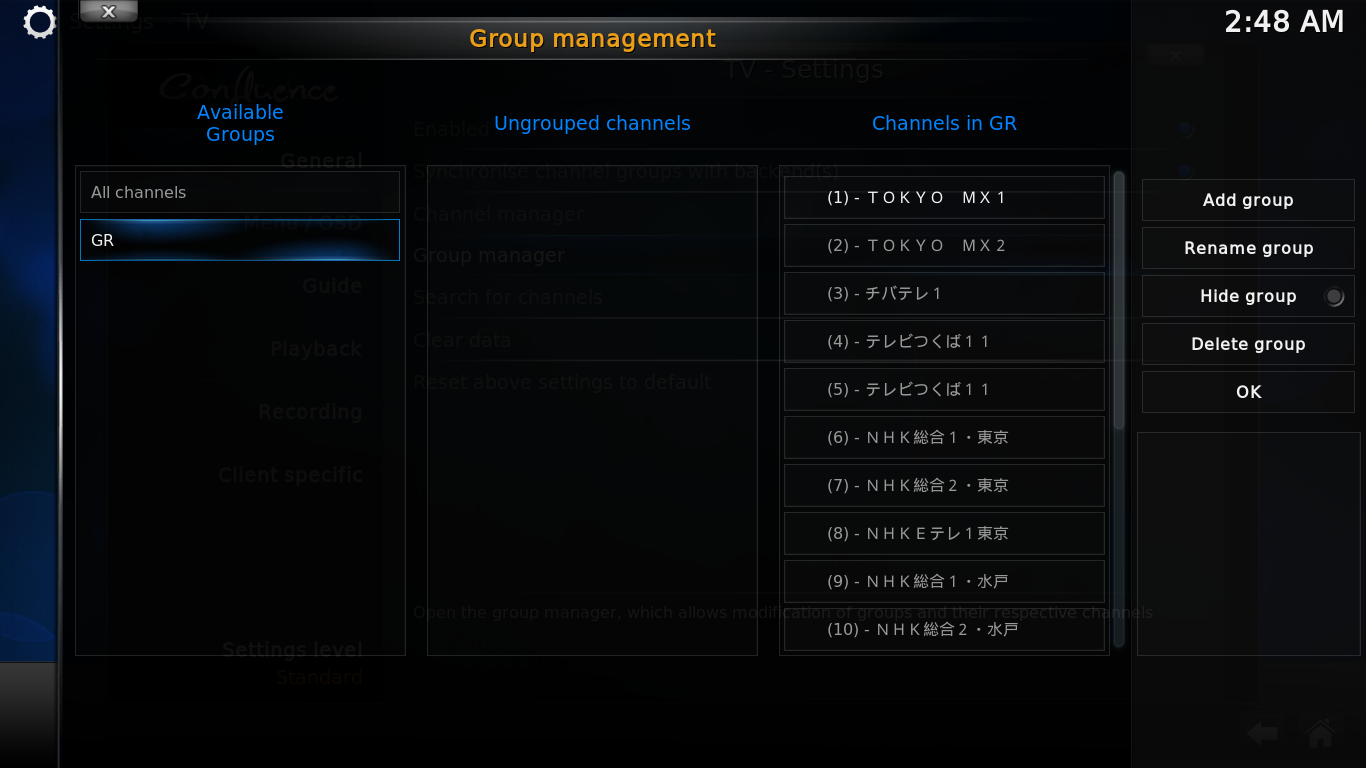 Settings - TV
2:48 AM
Group management
TV - Settings
Confluence
Available
Groups
Ungrouped channels
Channels in GR
Enabled
General
Synchronise channel groups with backend(s)
All channels
Menu / OSD
Channel manager
GR
Group manager
Guide
Search for channels
Playback
Clear data
Reset above settings to default
Recording
Client specific
Open the group manager, which allows modification of groups and their respective channels
Settings level
Standard
(1) - ＴＯＫＹＯ　ＭＸ１
(2) - ＴＯＫＹＯ　ＭＸ２
(3) - チバテレ１
(4) - テレビつくば１１
(5) - テレビつくば１１
(6) - ＮＨＫ総合１・東京
(7) - ＮＨＫ総合２・東京
(8) - ＮＨＫＥテレ１東京
(9) - ＮＨＫ総合１・水戸
(10) - ＮＨＫ総合２・水戸
Add group
Rename group
Hide group
Delete group
OK